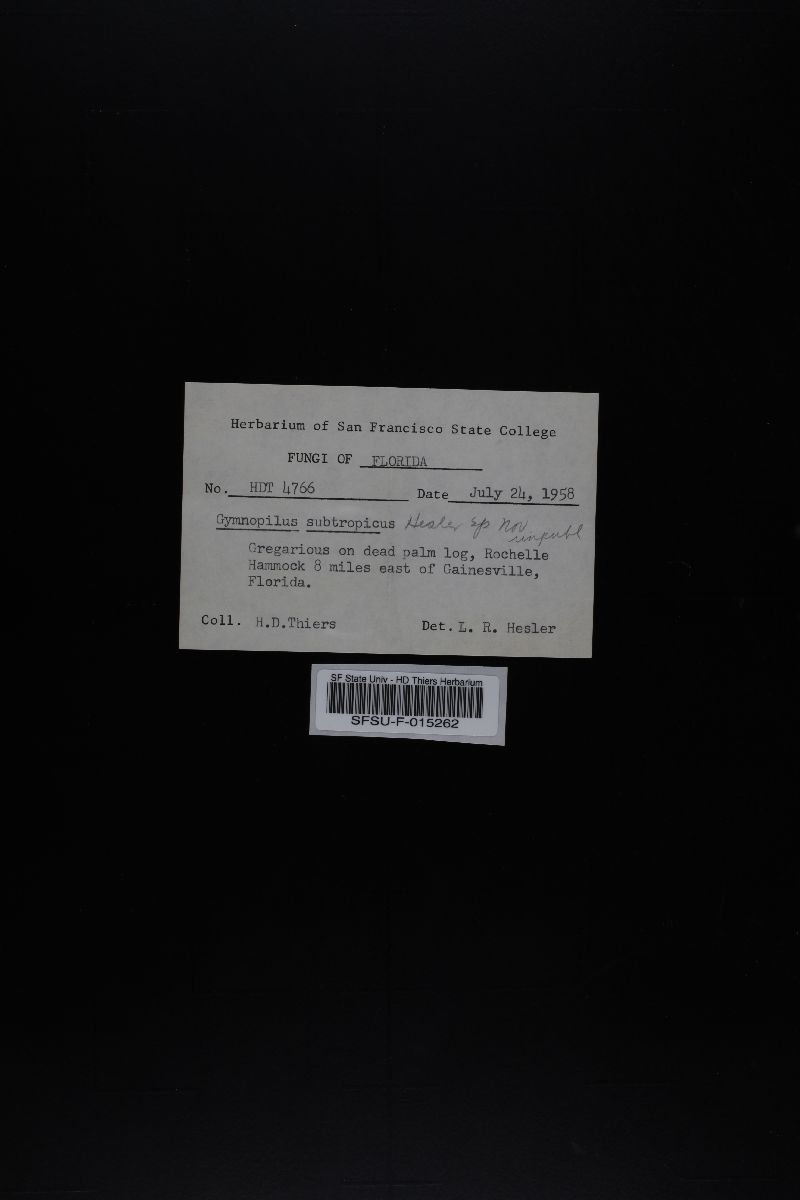 Herbarium of San Francisco State College
FUNGI OF FLORIDA
No. HDT 4766 Date July 24, 1958
Gymnopilus subtropicus Hesler sp nov
unpubl
Gregarious on dead palm log, Rochelle
Hammock 8 miles east of Gainesville,
Florida.
Coll. H.D.Thiers Det. L. R. Hesler
SF State Univ - HD Thiers Herbarium
SFSU-F-015262